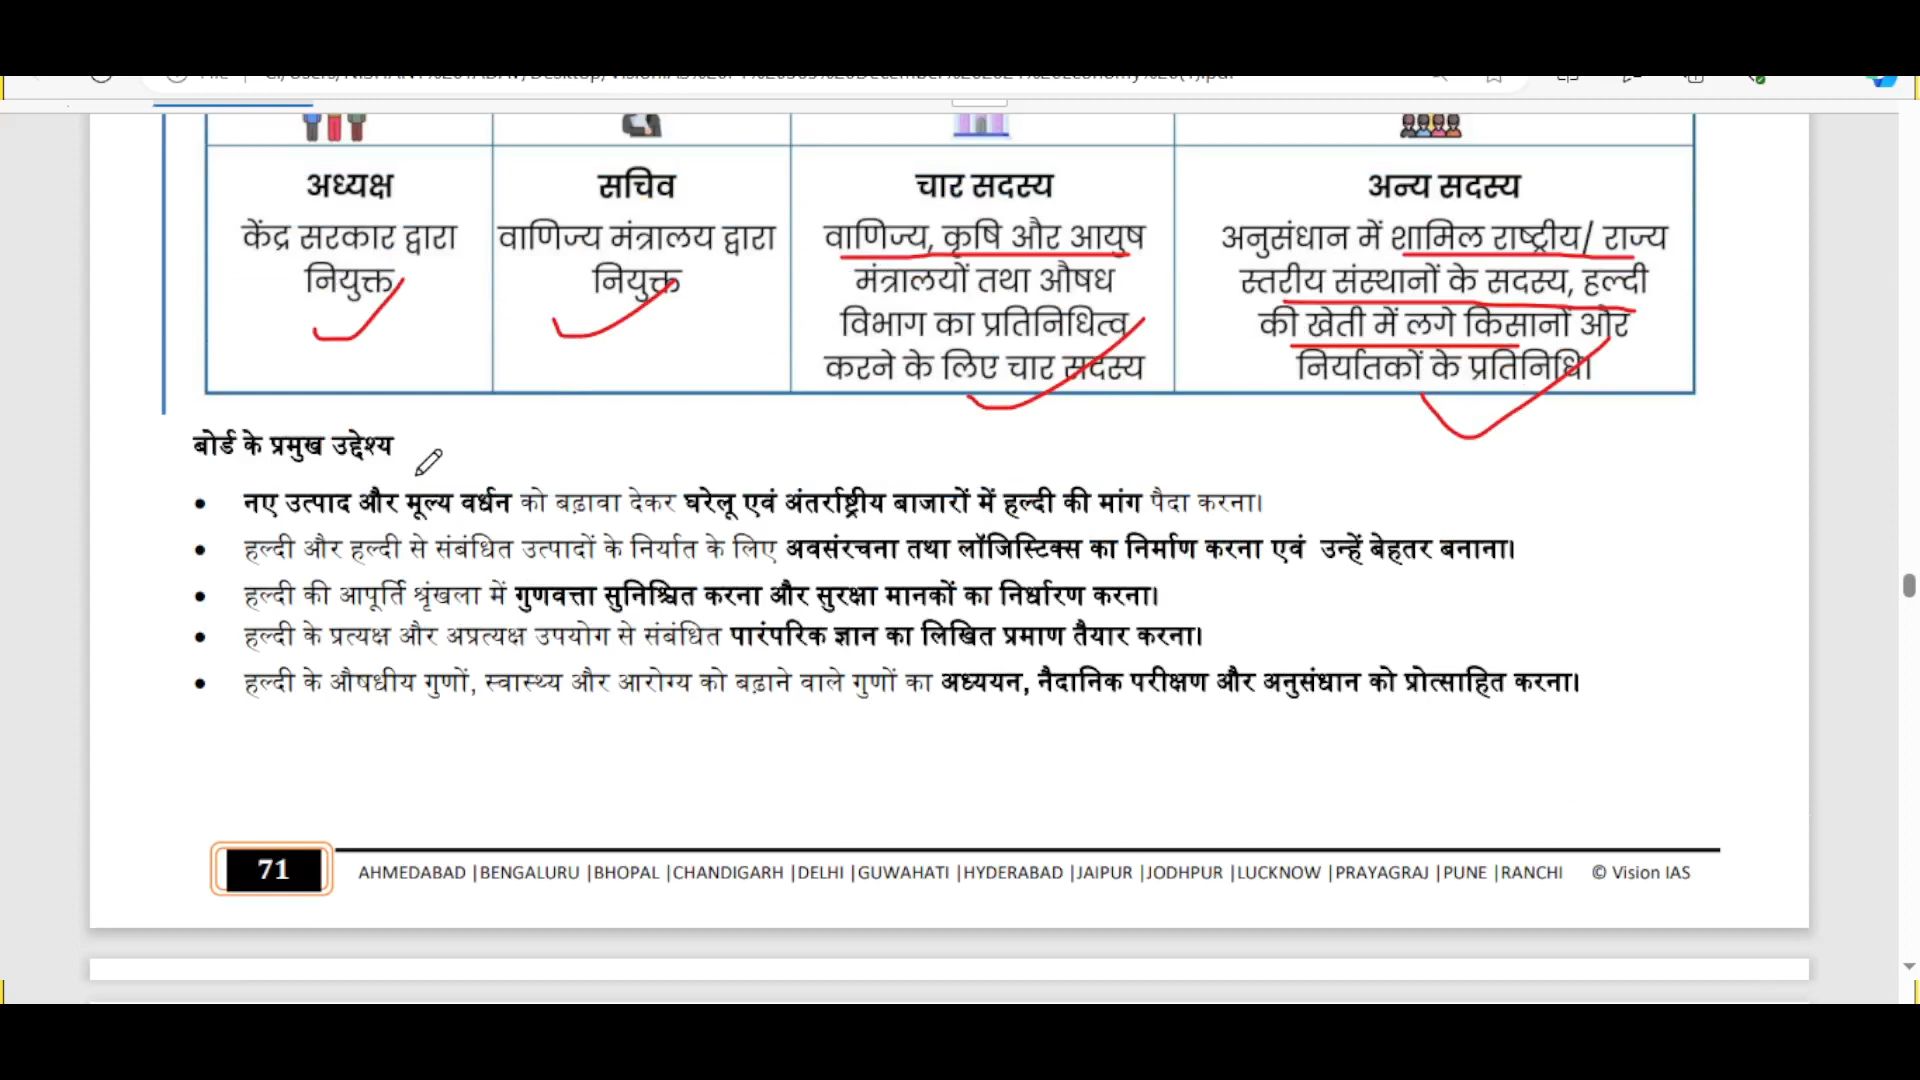 अध्यक्ष
केंद्र सरकार द्वारा
नियुक्त
सचिव
वाणिज्य मंत्रालय द्वारा
नियुक्त
चार सदस्य
वाणिज्य, कृषि और आयुष
मंत्रालयों तथा औषध
विभाग का प्रतिनिधित्व
करने के लिए चार सदस्य
अन्य सदस्य
अनुसंधान में शामिल राष्ट्रीय/ राज्य
स्तरीय संस्थानों के सदस्य, हल्दी
की खेती में लगे किसानों और
निर्यातकों के प्रतिनिधि।
बोर्ड के प्रमुख उद्देश्य
• नए उत्पाद और मूल्य वर्धन को बढ़ावा देकर घरेलू एवं अंतर्राष्ट्रीय बाजारों में हल्दी की मांग पैदा करना।
• हल्दी और हल्दी से संबंधित उत्पादों के निर्यात के लिए अवसंरचना तथा लॉजिस्टिक्स का निर्माण करना एवं उन्हें बेहतर बनाना।
• हल्दी की आपूर्ति श्रृंखला में गुणवत्ता सुनिश्चित करना और सुरक्षा मानकों का निर्धारण करना।
• हल्दी के प्रत्यक्ष और अप्रत्यक्ष उपयोग से संबंधित पारंपरिक ज्ञान का लिखित प्रमाण तैयार करना।
• हल्दी के औषधीय गुणों, स्वास्थ्य और आरोग्य को बढ़ाने वाले गुणों का अध्ययन, नैदानिक परीक्षण और अनुसंधान को प्रोत्साहित करना।
71 AHMEDABAD |BENGALURU |BHOPAL |CHANDIGARH |DELHI |GUWAHATI |HYDERABAD |JAIPUR |JODHPUR |LUCKNOW |PRAYAGRAJ |PUNE |RANCHI © Vision IAS